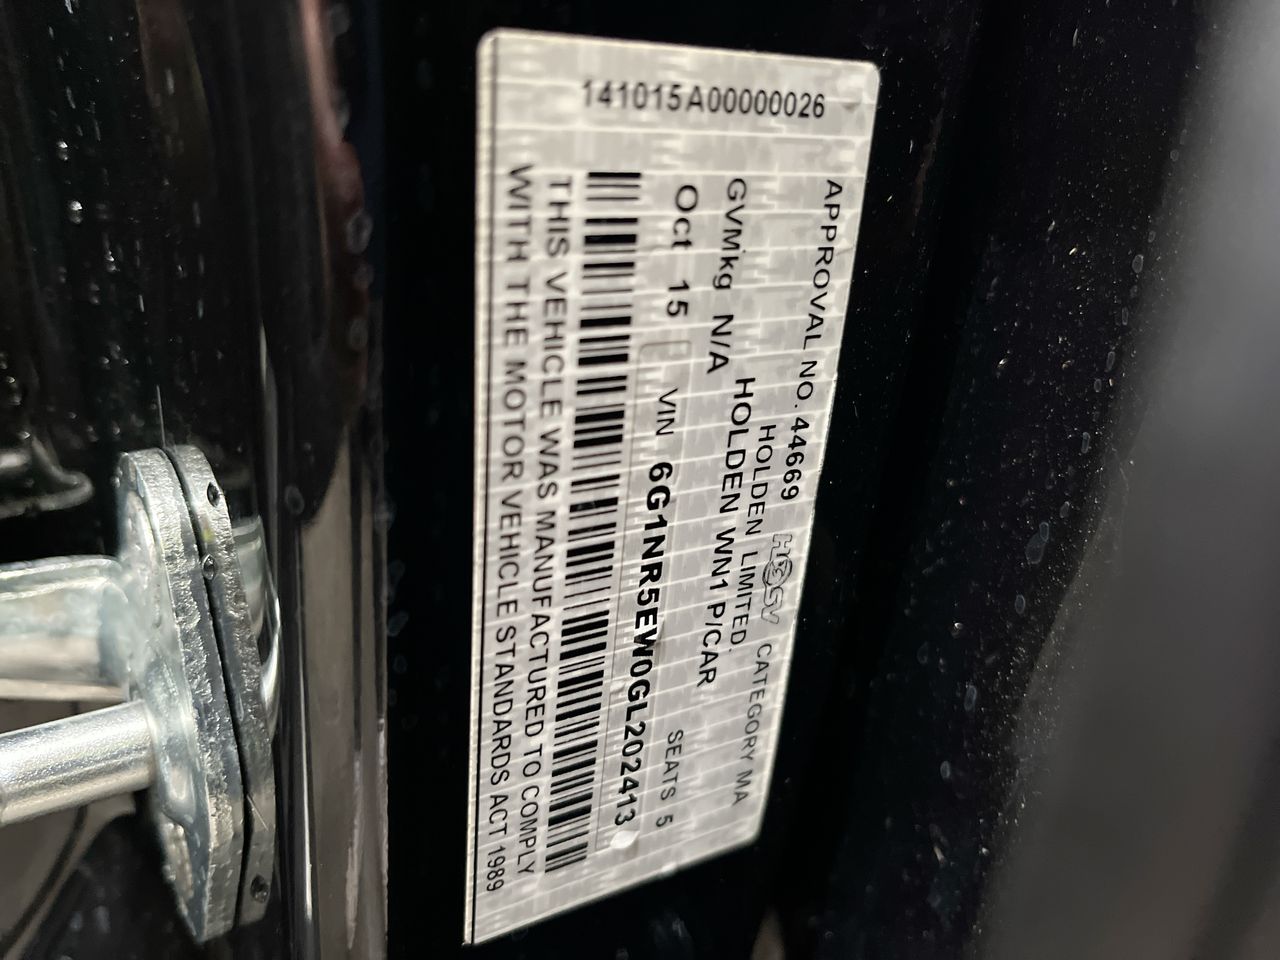 141015A00000026
APPROVAL NO. 44669 HSV CATEGORY MA
HOLDEN LIMITED.
GVMkg N/A HOLDEN WN1 P/CAR
Oct 15 VIN 6G1NR5EW0GL202413 SEATS 5
THIS VEHICLE WAS MANUFACTURED TO COMPLY
WITH THE MOTOR VEHICLE STANDARDS ACT 1989